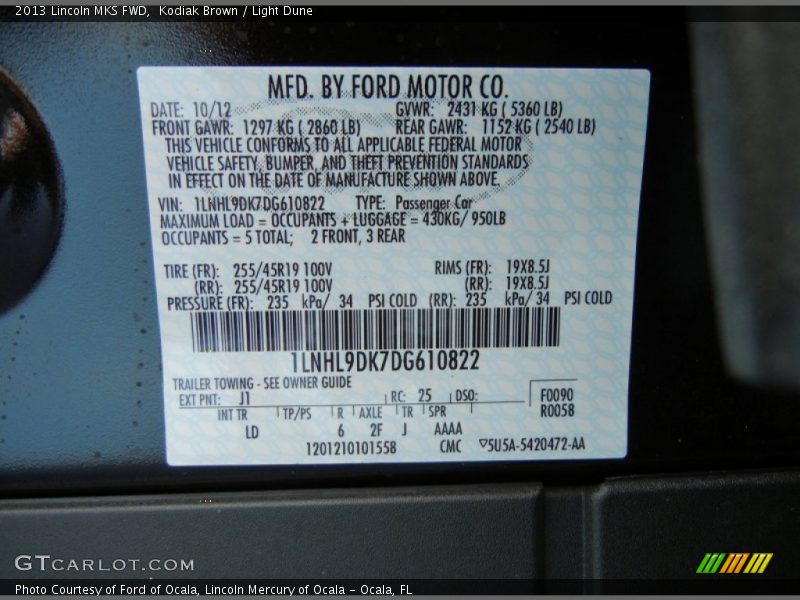 2013 Lincoln MKS FWD,  Kodiak Brown / Light Dune
MFD. BY FORD MOTOR CO.
DATE: 10/12 GVWR: 2431 KG ( 5360 LB)
FRONT GAWR: 1297 KG ( 2860 LB) REAR GAWR: 1152 KG ( 2540 LB)
THIS VEHICLE CONFORMS TO ALL APPLICABLE FEDERAL MOTOR
VEHICLE SAFETY, BUMPER, AND THEFT PREVENTION STANDARDS
IN EFFECT ON THE DATE OF MANUFACTURE SHOWN ABOVE.
VIN: 1LNHL9DK7DG610822 TYPE: Passenger Car
MAXIMUM LOAD = OCCUPANTS + LUGGAGE = 430KG/ 950LB
OCCUPANTS = 5 TOTAL; 2 FRONT, 3 REAR
TIRE (FR): 255/45R19 100V RIMS (FR): 19X8.5J
(RR): 255/45R19 100V (RR): 19X8.5J
PRESSURE (FR): 235 kPa/ 34 PSI COLD (RR): 235 kPa/ 34 PSI COLD
1LNHL9DK7DG610822
TRAILER TOWING - SEE OWNER GUIDE
EXT PNT: J1 RC: 25 DSO: F0090
INT TR TP/PS R AXLE TR SPR R0058
LD 6 2F J AAAA
1201210101558 CMC ▽5U5A-5420472-AA
GTCARLOT.COM
Photo Courtesy of Ford of Ocala, Lincoln Mercury of Ocala – Ocala, FL